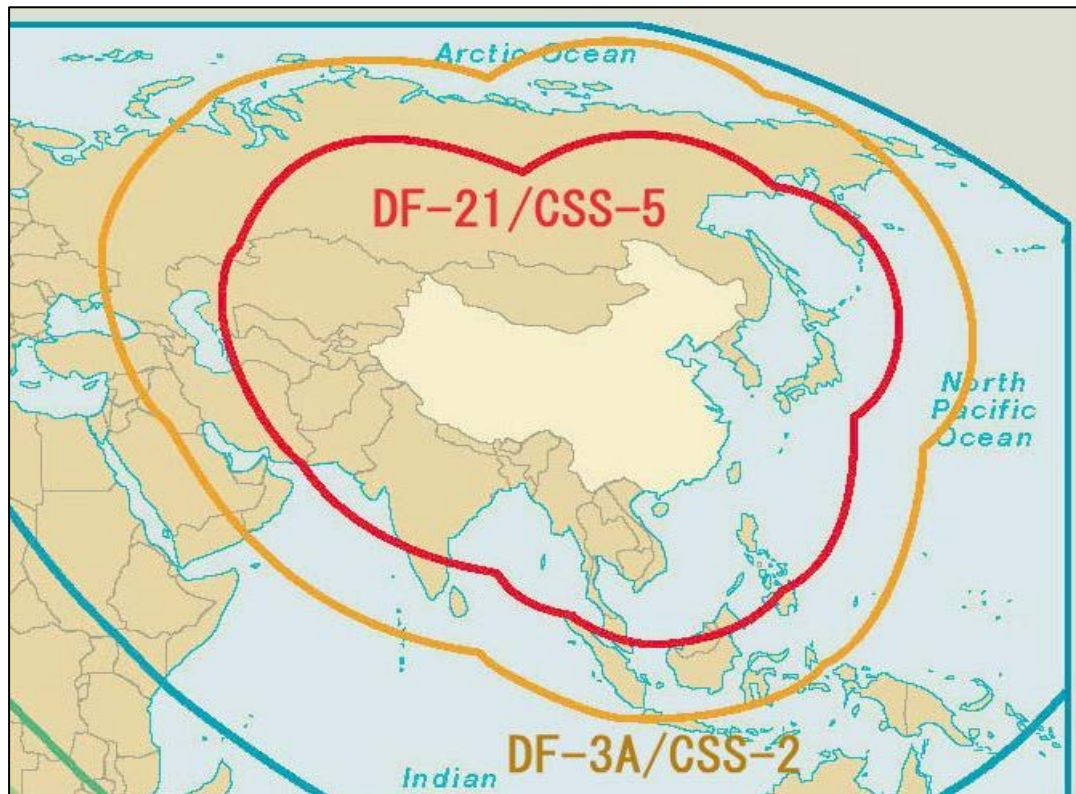 Arctic Ocean
DF-21/CSS-5
North
Pacific
Ocean
DF-3A/CSS-2
Indian